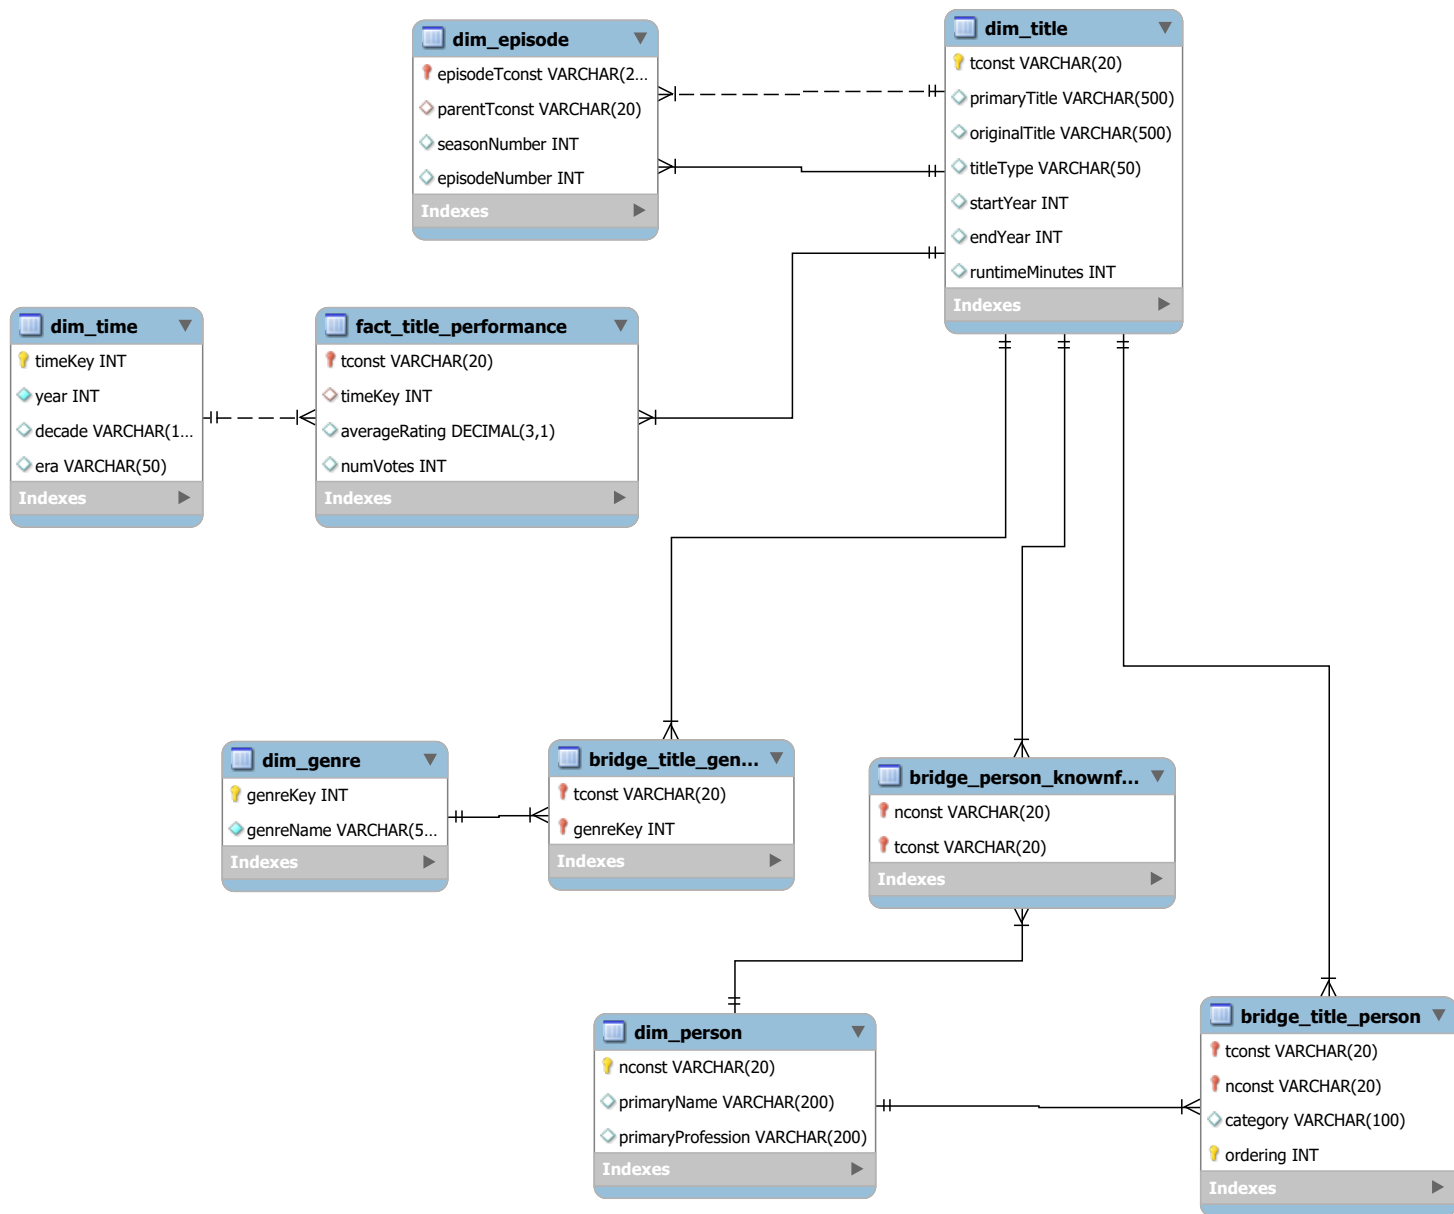 dim_episode
episodeTconst VARCHAR(2...
parentTconst VARCHAR(20)
seasonNumber INT
episodeNumber INT
Indexes
dim_title
tconst VARCHAR(20)
primaryTitle VARCHAR(500)
originalTitle VARCHAR(500)
titleType VARCHAR(50)
startYear INT
endYear INT
runtimeMinutes INT
Indexes
dim_time
timeKey INT
year INT
decade VARCHAR(1...
era VARCHAR(50)
Indexes
fact_title_performance
tconst VARCHAR(20)
timeKey INT
averageRating DECIMAL(3,1)
numVotes INT
Indexes
dim_genre
genreKey INT
genreName VARCHAR(5...
Indexes
bridge_title_gen...
tconst VARCHAR(20)
genreKey INT
Indexes
bridge_person_knownf...
nconst VARCHAR(20)
tconst VARCHAR(20)
Indexes
dim_person
nconst VARCHAR(20)
primaryName VARCHAR(200)
primaryProfession VARCHAR(200)
Indexes
bridge_title_person
tconst VARCHAR(20)
nconst VARCHAR(20)
category VARCHAR(100)
ordering INT
Indexes